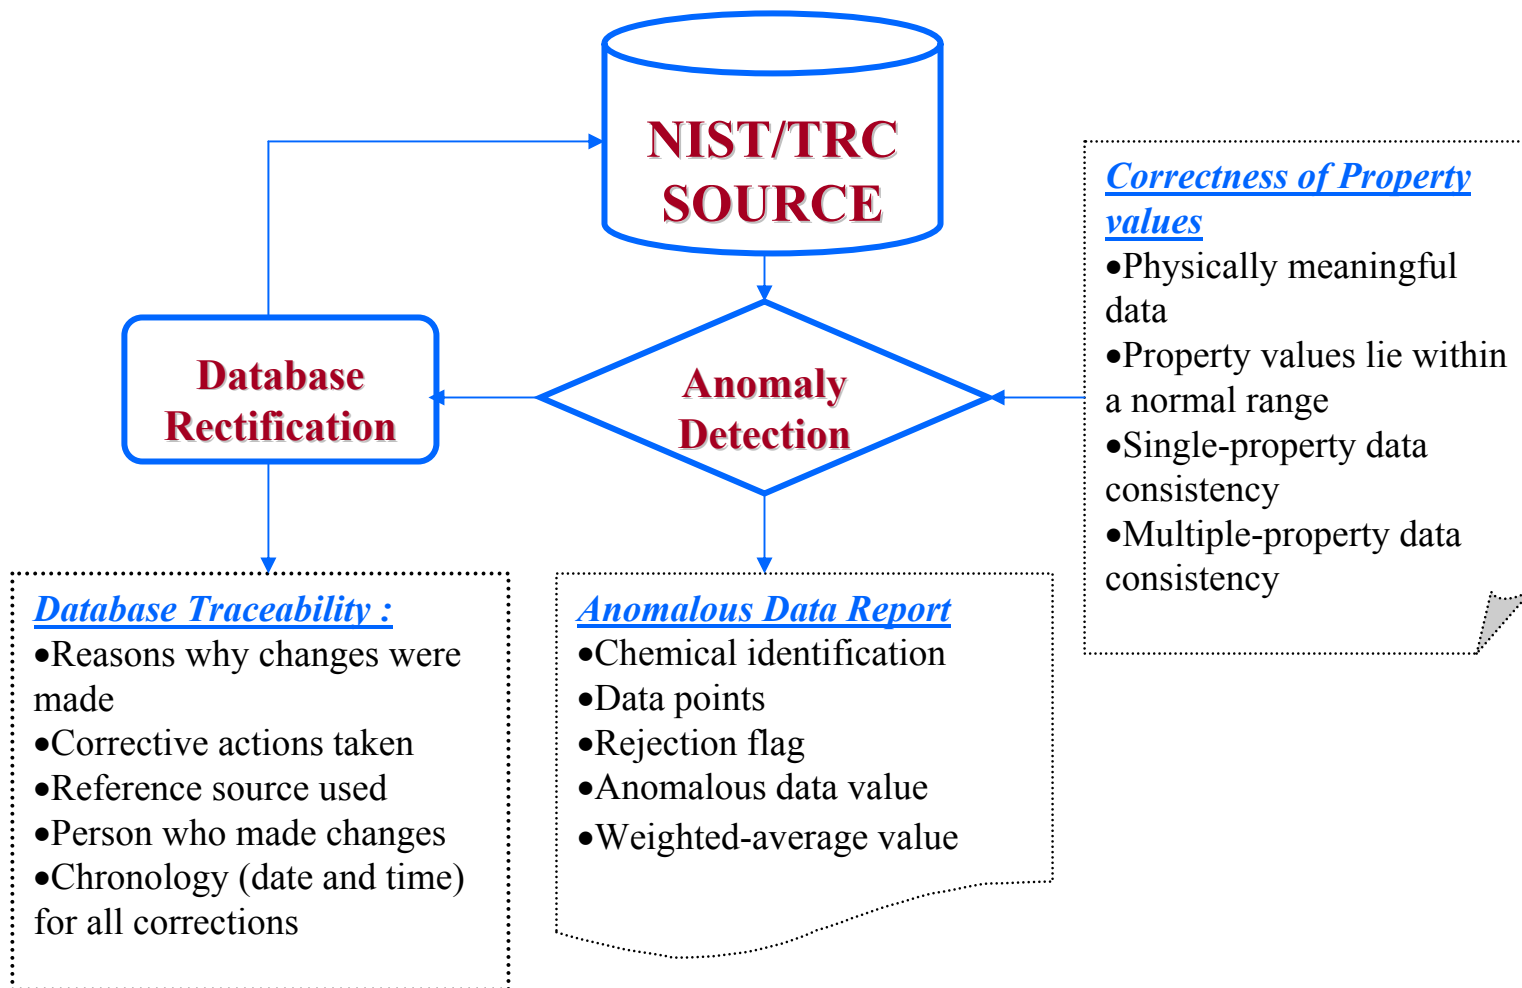 NIST/TRC
SOURCE
Correctness of Property
values
•Physically meaningful
data
•Property values lie within
a normal range
•Single-property data
consistency
•Multiple-property data
consistency
Database
Rectification
Anomaly
Detection
Database Traceability :
•Reasons why changes were
made
•Corrective actions taken
•Reference source used
•Person who made changes
•Chronology (date and time)
for all corrections
Anomalous Data Report
•Chemical identification
•Data points
•Rejection flag
•Anomalous data value
•Weighted-average value